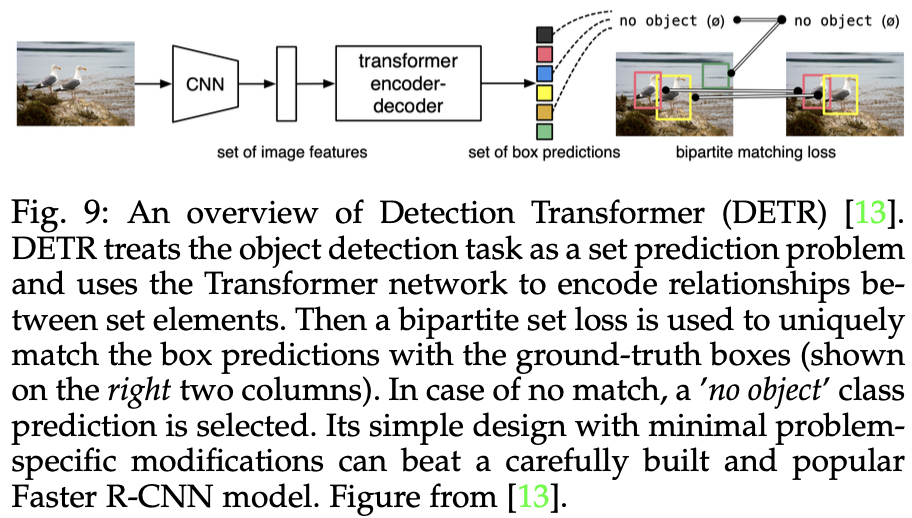 no object (ø)
no object (ø)
CNN
transformer
encoder-
decoder
set of image features
set of box predictions
bipartite matching loss
Fig. 9: An overview of Detection Transformer (DETR) [13].
DETR treats the object detection task as a set prediction problem
and uses the Transformer network to encode relationships be-
tween set elements. Then a bipartite set loss is used to uniquely
match the box predictions with the ground-truth boxes (shown
on the right two columns). In case of no match, a ’no object’ class
prediction is selected. Its simple design with minimal problem-
specific modifications can beat a carefully built and popular
Faster R-CNN model. Figure from [13].